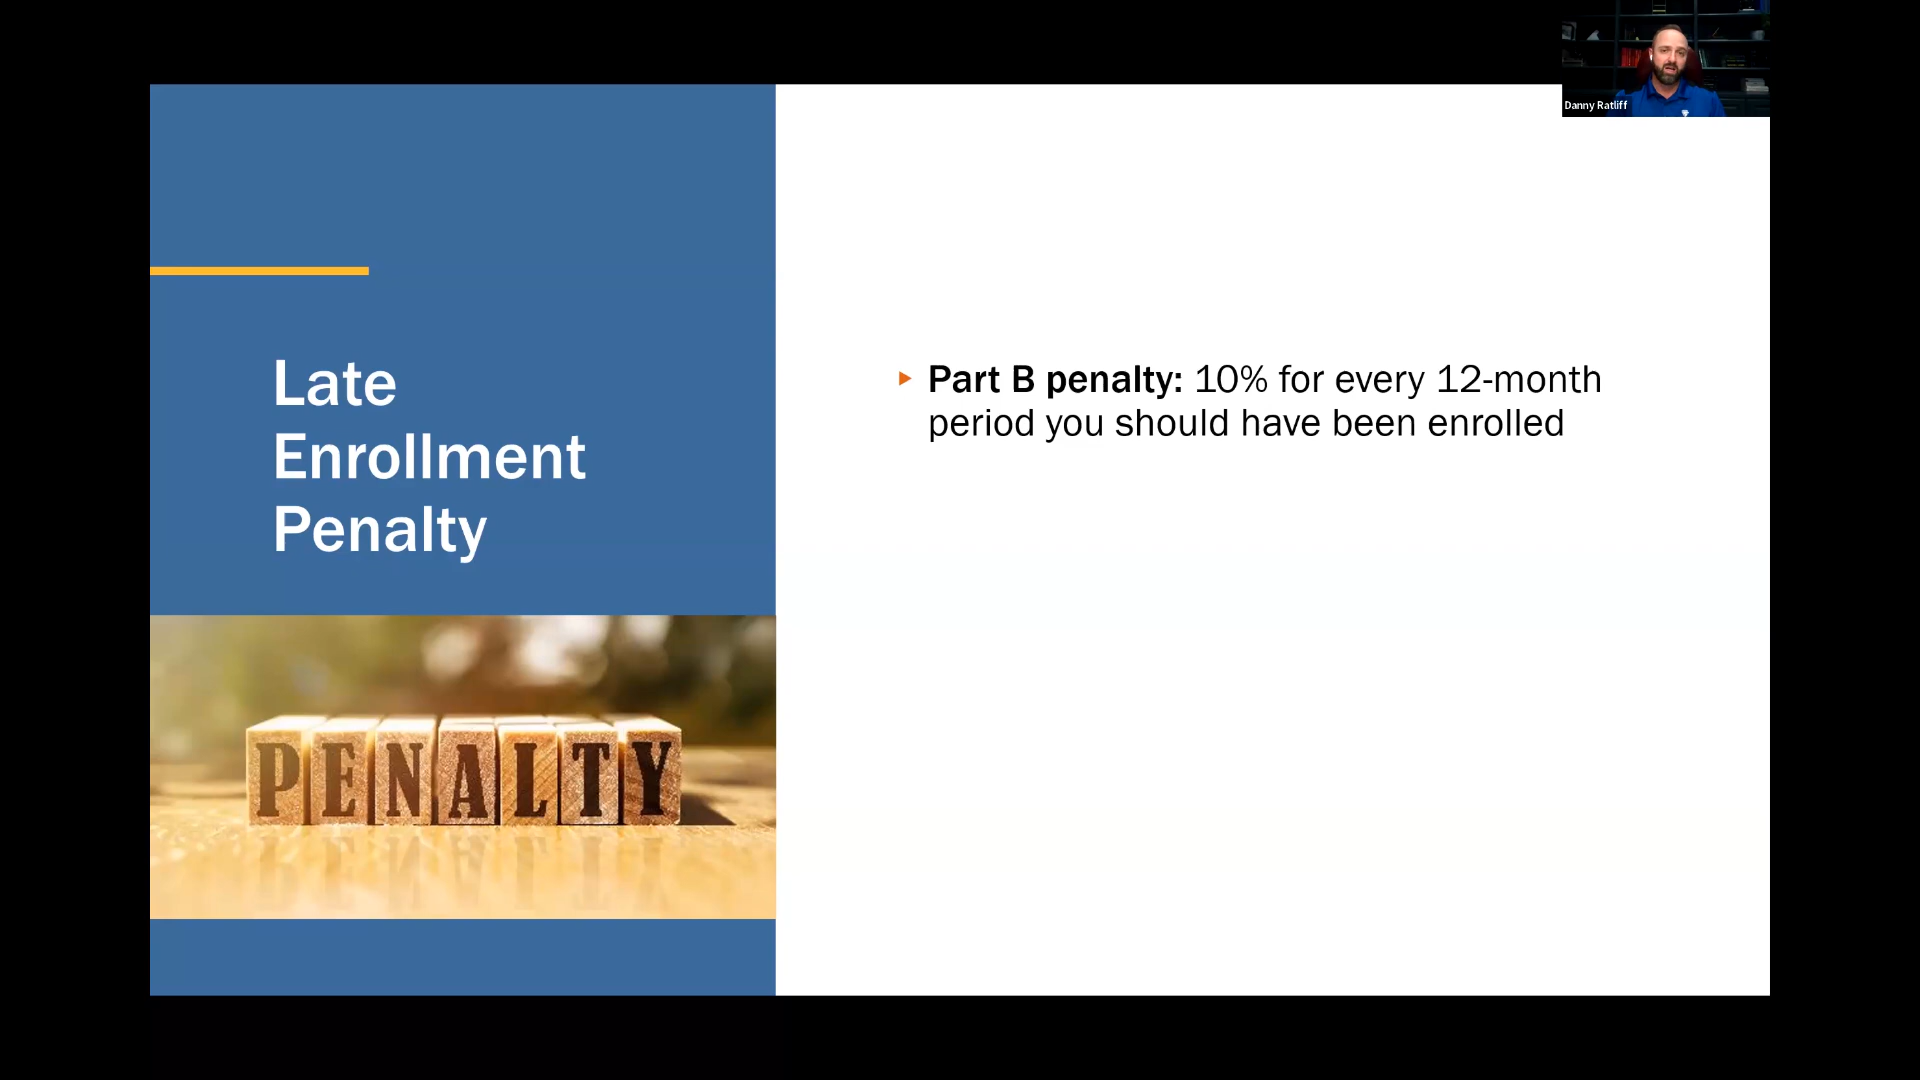 Danny Ratliff
Late
Enrollment
Penalty
Part B penalty: 10% for every 12-month
period you should have been enrolled
PENALTY